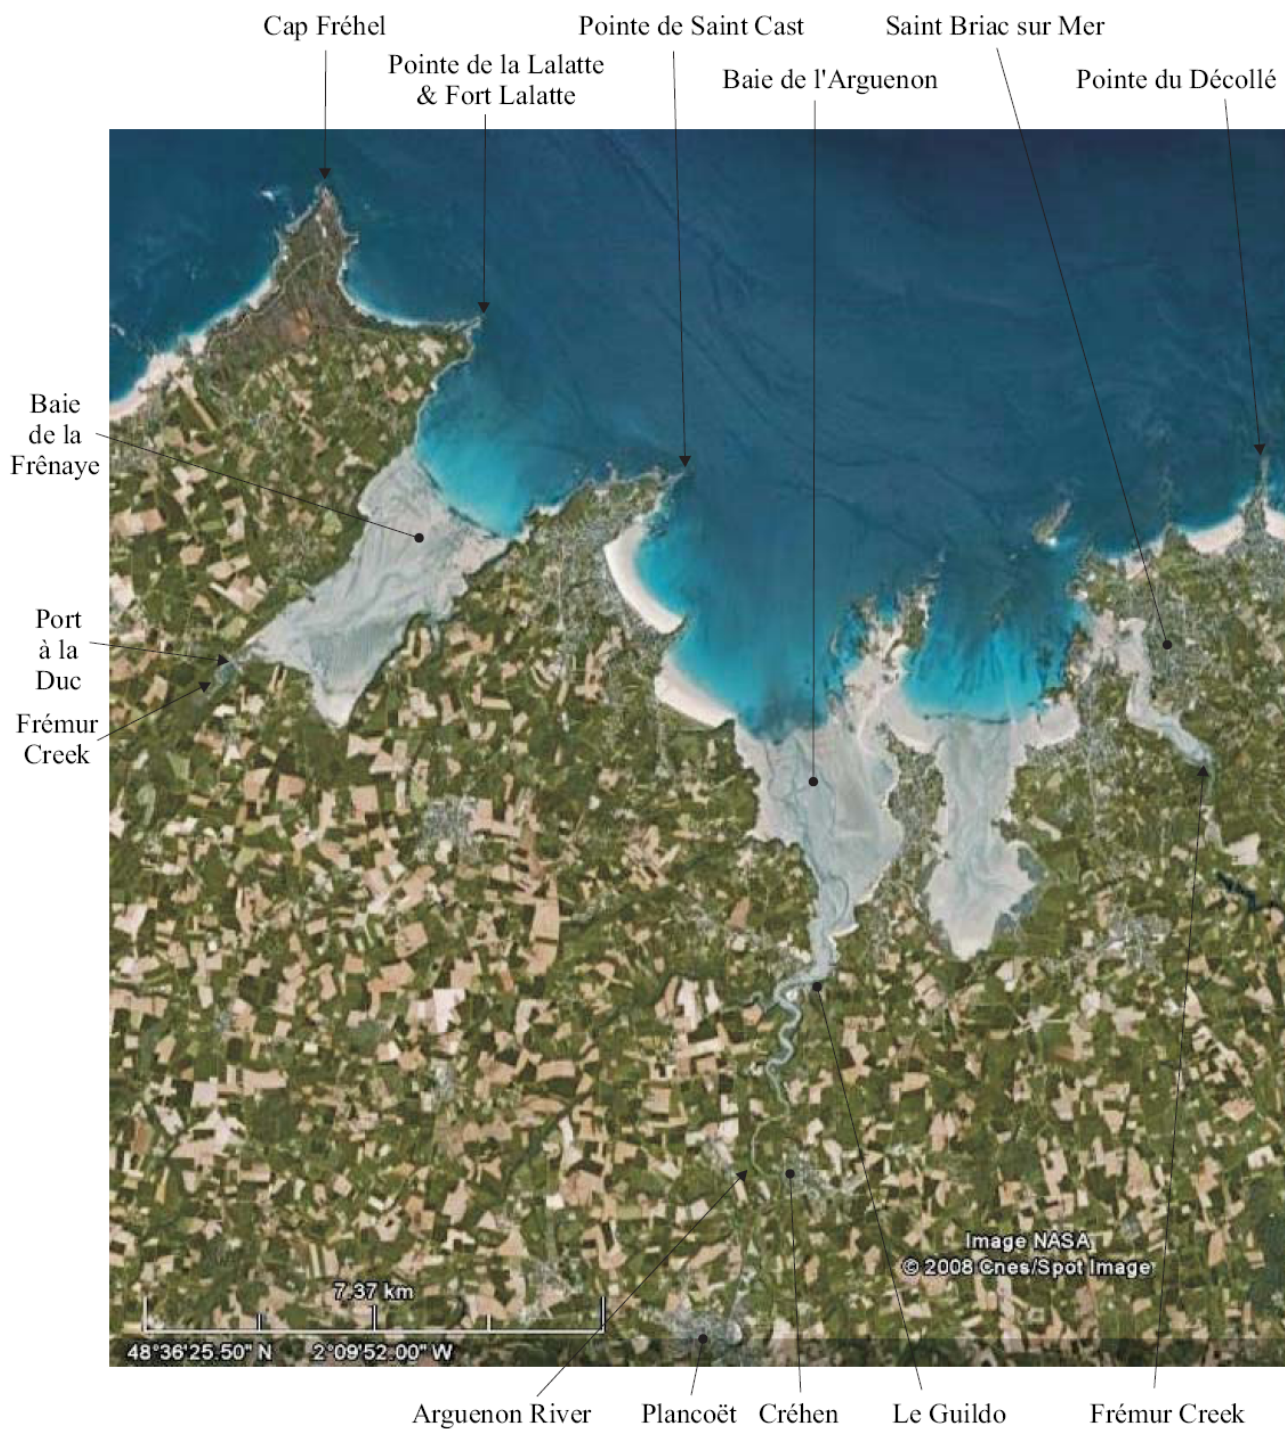 Cap Fréhel
Pointe de la Lalatte
& Fort Lalatte
Pointe de Saint Cast
Baie de l'Arguenon
Saint Briac sur Mer
Pointe du Décollé
Baie
de la
Frênaye
Port
à la
Duc
Frémur
Creek
Image NASA
© 2008 Cnes/Spot Image
7.37 km
48°36'25.50" N 2°09'52.00" W
Arguenon River
Plancoët
Créhen
Le Guildo
Frémur Creek